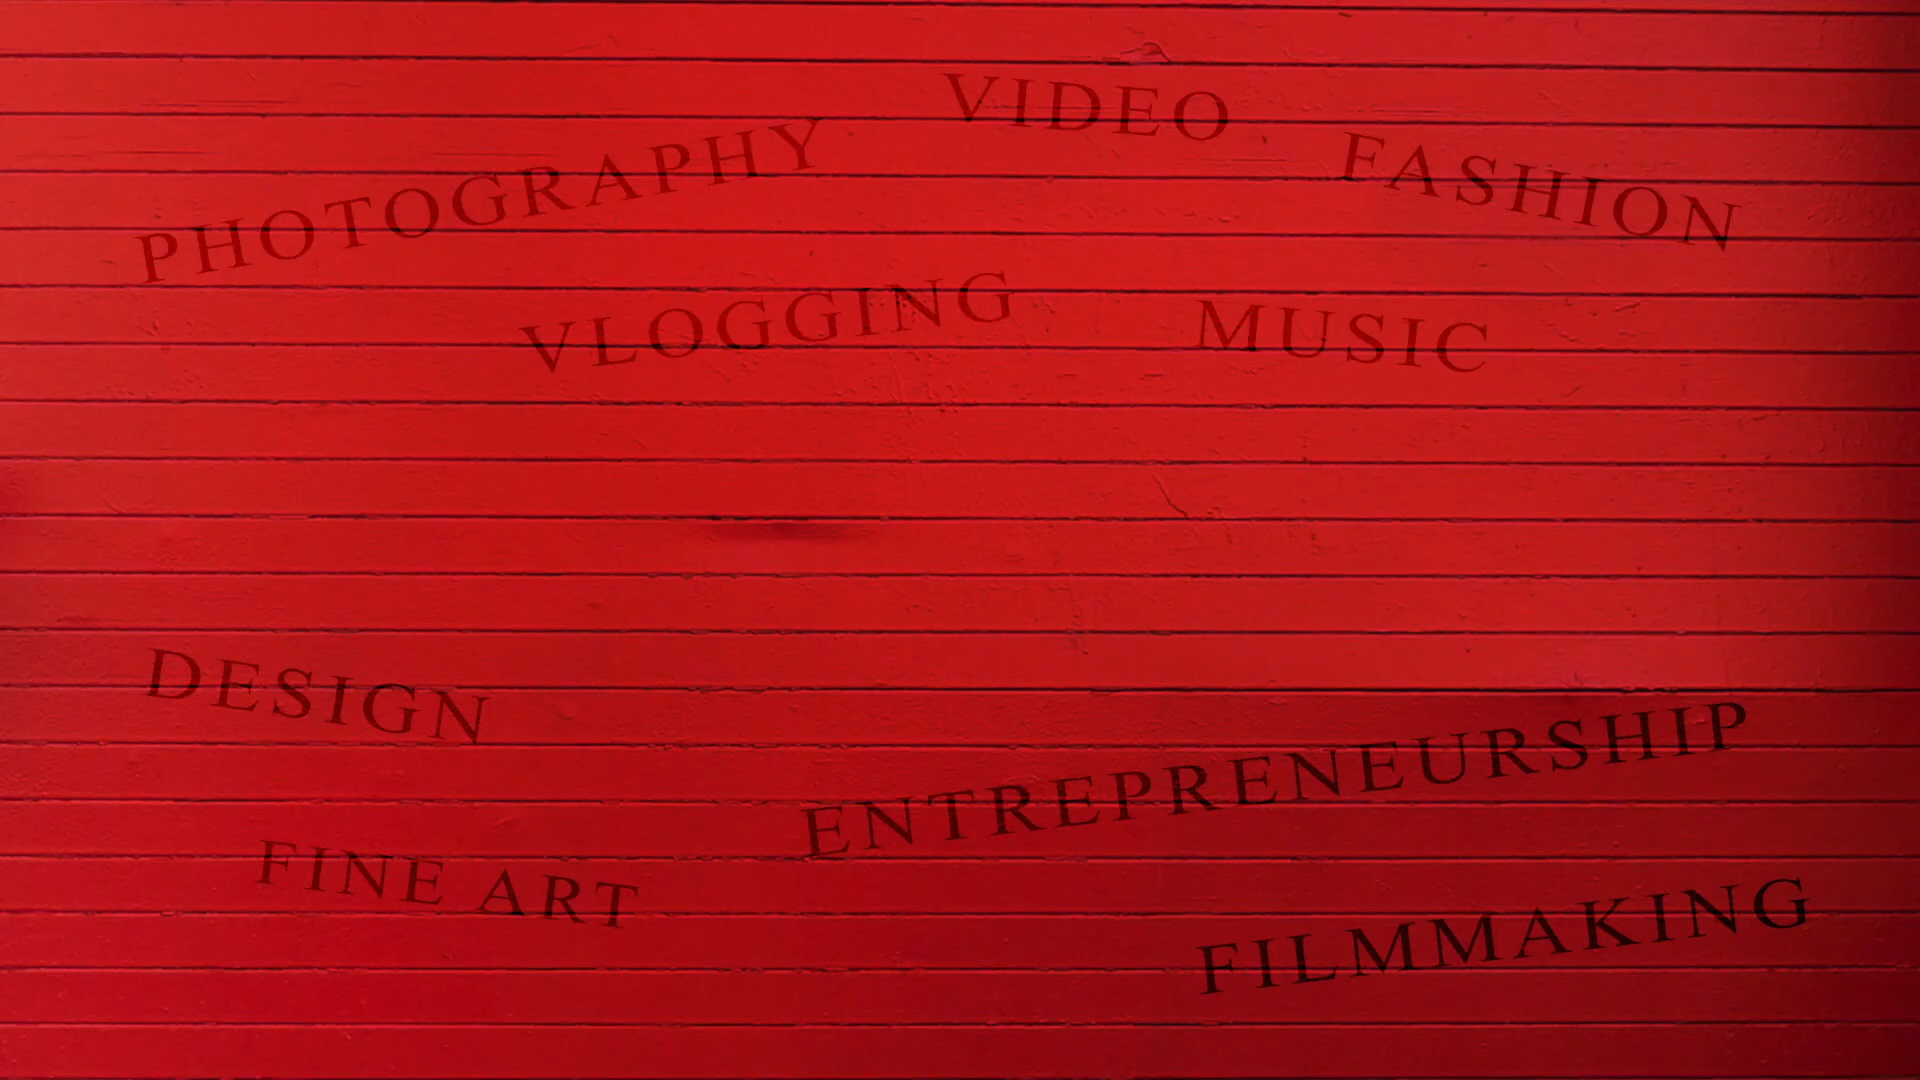 VIDEO
PHOTOGRAPHY
FASHION
VLOGGING
MUSIC
DESIGN
ENTREPRENEURSHIP
FINE ART
FILMMAKING